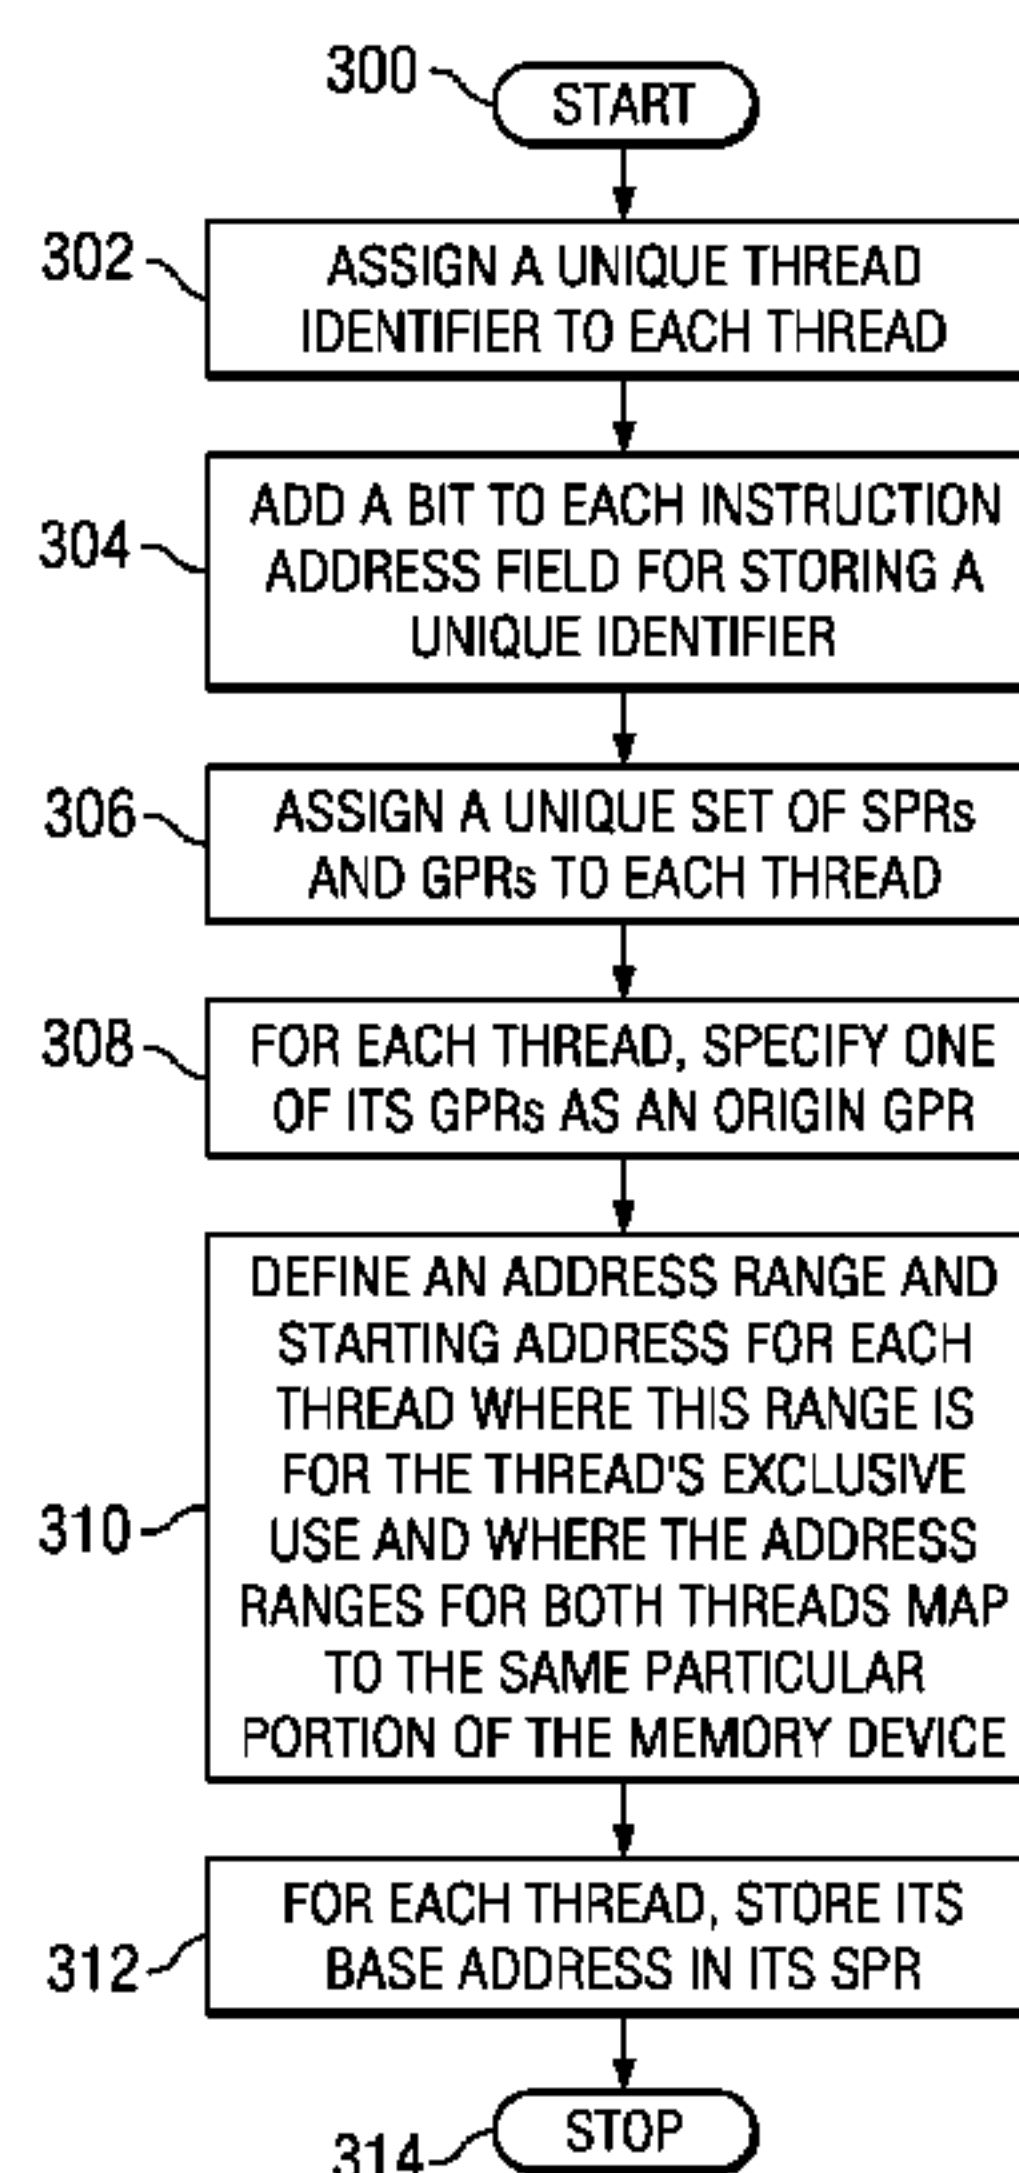 300
START
302
ASSIGN A UNIQUE THREAD
IDENTIFIER TO EACH THREAD
304
ADD A BIT TO EACH INSTRUCTION
ADDRESS FIELD FOR STORING A
UNIQUE IDENTIFIER
306
ASSIGN A UNIQUE SET OF SPRs
AND GPRs TO EACH THREAD
308
FOR EACH THREAD, SPECIFY ONE
OF ITS GPRs AS AN ORIGIN GPR
310
DEFINE AN ADDRESS RANGE AND
STARTING ADDRESS FOR EACH
THREAD WHERE THIS RANGE IS
FOR THE THREAD'S EXCLUSIVE
USE AND WHERE THE ADDRESS
RANGES FOR BOTH THREADS MAP
TO THE SAME PARTICULAR
PORTION OF THE MEMORY DEVICE
312
FOR EACH THREAD, STORE ITS
BASE ADDRESS IN ITS SPR
314
STOP